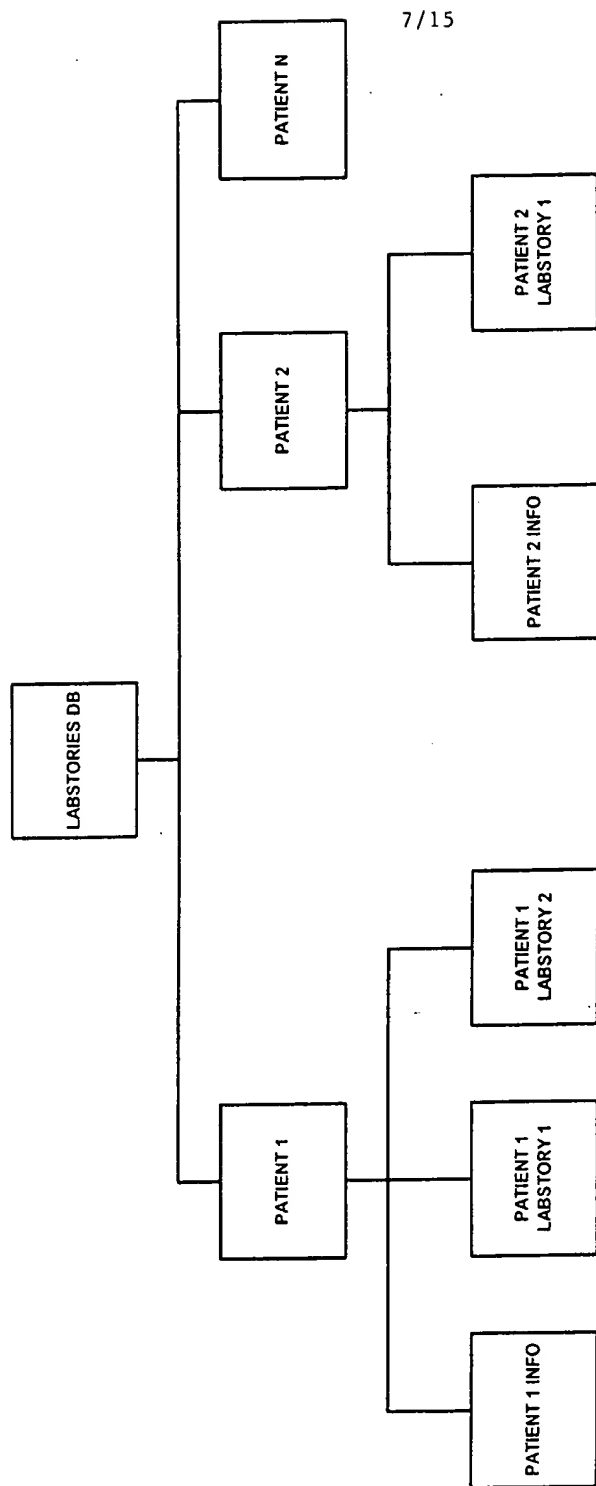 7/15
LABSTORIES DB
PATIENT 1
PATIENT 2
PATIENT N
PATIENT 1 INFO
PATIENT 1
LABSTORY 1
PATIENT 1
LABSTORY 2
PATIENT 2 INFO
PATIENT 2
LABSTORY 1